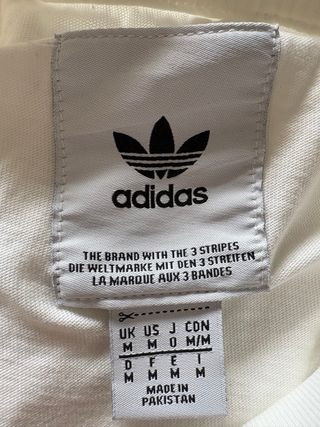 adidas
THE BRAND WITH THE 3 STRIPES
DIE WELTMARKE MIT DEN 3 STREIFEN
LA MARQUE AUX 3 BANDES
UK US J CDN
M M O M/M
D F E I
M M M M
MADE IN
PAKISTAN